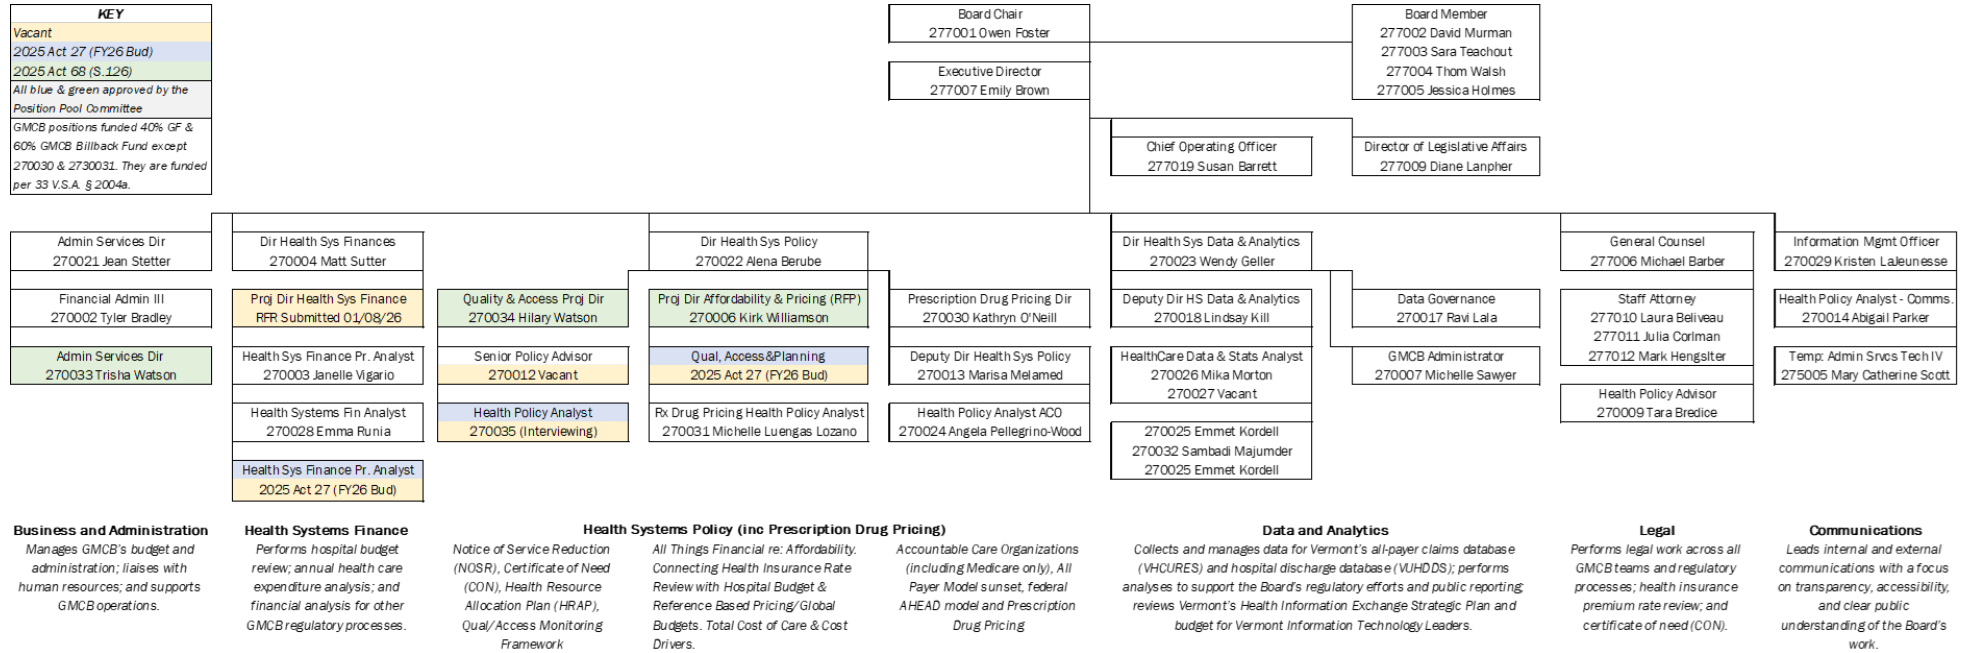 KEY
Vacant
2025 Act 27 (FY26 Bud)
2025 Act 68 (S.126)
All blue & green approved by the
Position Pool Committee
GMCB positions funded 40% GF &
60% GMCB Billback Fund except
270030 & 2730031. They are funded
per 33 V.S.A. § 2004a.
Board Chair
277001 Owen Foster
Board Member
277002 David Murman
277003 Sara Teachout
277004 Thom Walsh
277005 Jessica Holmes
Executive Director
277007 Emily Brown
Chief Operating Officer
277019 Susan Barrett
Director of Legislative Affairs
277009 Diane Lanpher
Admin Services Dir
270021 Jean Stetter
Financial Admin III
270002 Tyler Bradley
Admin Services Dir
270033 Trisha Watson
Dir Health Sys Finances
270004 Matt Sutter
Proj Dir Health Sys Finance
RFR Submitted 01/08/26
Health Sys Finance Pr. Analyst
270003 Janelle Vigario
Health Systems Fin Analyst
270028 Emma Runia
Health Sys Finance Pr. Analyst
2025 Act 27 (FY26 Bud)
Dir Health Sys Policy
270022 Alena Berube
Quality & Access Proj Dir
270034 Hilary Watson
Senior Policy Advisor
270012 Vacant
Health Policy Analyst
270035 (Interviewing)
Proj Dir Affordability & Pricing (RFP)
270006 Kirk Williamson
Qual, Access&Planning
2025 Act 27 (FY26 Bud)
Rx Drug Pricing Health Policy Analyst
270031 Michelle Luengas Lozano
Prescription Drug Pricing Dir
270030 Kathryn O'Neill
Deputy Dir Health Sys Policy
270013 Marisa Melamed
Health Policy Analyst ACO
270024 Angela Pellegrino-Wood
Dir Health Sys Data & Analytics
270023 Wendy Geller
Deputy Dir HS Data & Analytics
270018 Lindsay Kill
HealthCare Data & Stats Analyst
270026 Mika Morton
270027 Vacant
270025 Emmet Kordell
270032 Sambadi Majumder
270025 Emmet Kordell
Data Governance
270017 Ravi Lala
GMCB Administrator
270007 Michelle Sawyer
General Counsel
277006 Michael Barber
Staff Attorney
277010 Laura Beliveau
277011 Julia Corlman
277012 Mark Hengslter
Health Policy Advisor
270009 Tara Bredice
Information Mgmt Officer
270029 Kristen LaJeunesse
Health Policy Analyst - Comms.
270014 Abigail Parker
Temp: Admin Srvcs Tech IV
275005 Mary Catherine Scott
Business and Administration
Manages GMCB's budget and
administration; liaises with
human resources; and supports
GMCB operations.
Health Systems Finance
Performs hospital budget
review; annual health care
expenditure analysis; and
financial analysis for other
GMCB regulatory processes.
Health Systems Policy (inc Prescription Drug Pricing)
Notice of Service Reduction
(NOSR), Certificate of Need
(CON), Health Resource
Allocation Plan (HRAP),
Qual/Access Monitoring
Framework
All Things Financial re: Affordability.
Connecting Health Insurance Rate
Review with Hospital Budget &
Reference Based Pricing/Global
Budgets. Total Cost of Care & Cost
Drivers.
Accountable Care Organizations
(including Medicare only), All
Payer Model sunset, federal
AHEAD model and Prescription
Drug Pricing
Data and Analytics
Collects and manages data for Vermont's all-payer claims database
(VHCURES) and hospital discharge database (VUHDDS); performs
analyses to support the Board's regulatory efforts and public reporting;
reviews Vermont's Health Information Exchange Strategic Plan and
budget for Vermont Information Technology Leaders.
Legal
Performs legal work across all
GMCB teams and regulatory
processes; health insurance
premium rate review; and
certificate of need (CON).
Communications
Leads internal and external
communications with a focus
on transparency, accessibility,
and clear public
understanding of the Board's
work.